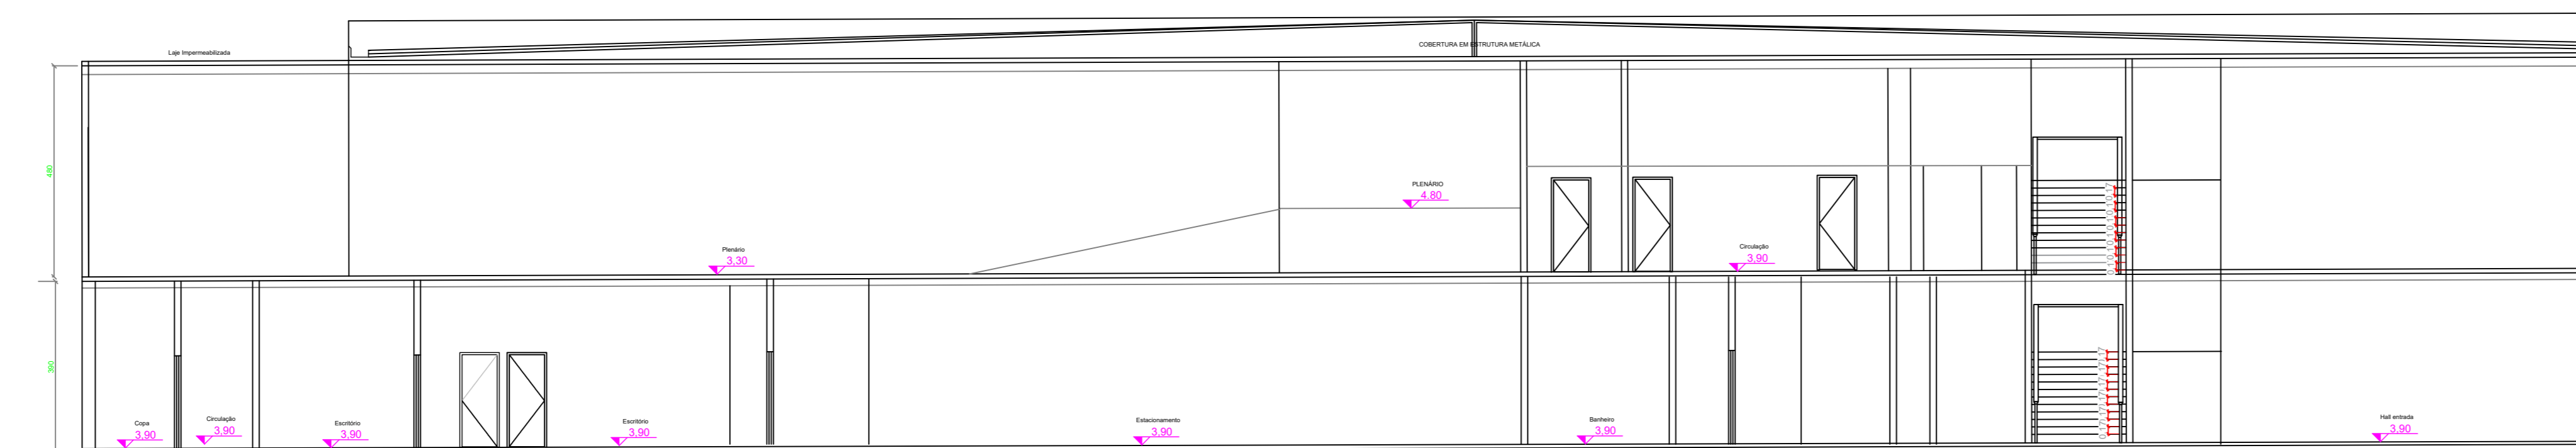 COBERTURA EM ESTRUTURA METÁLICA
Laje Impermeabilizada
480
PLENÁRIO
4.80
Plenário
3,30
Circulação
3,90
390
Copa
3,90
Circulação
3,90
Escritório
3,90
Escritório
3,90
Estacionamento
3,90
Banheiro
3,90
Hall entrada
3,90